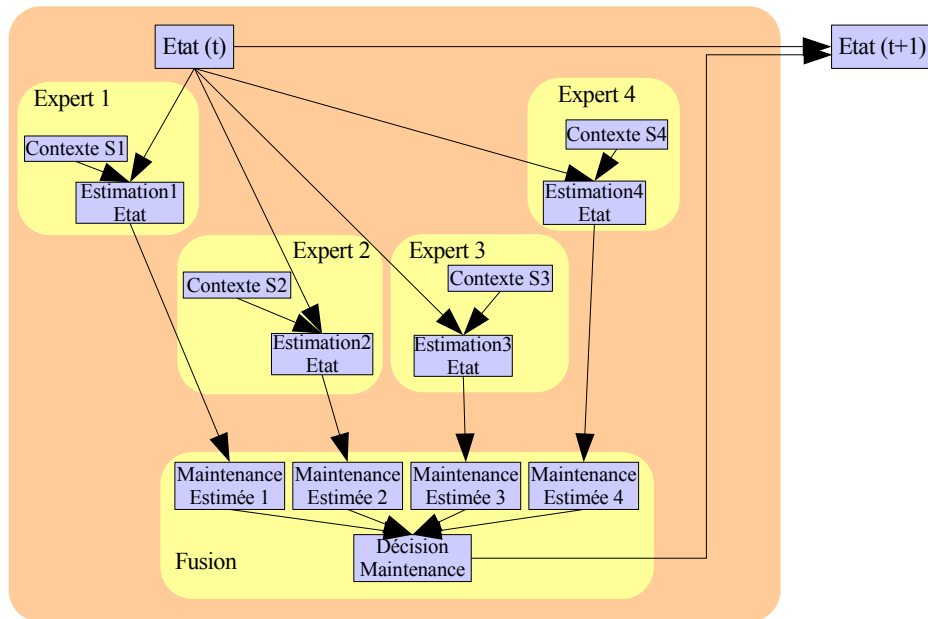 Etat (t)
Etat (t+1)
Expert 1
Contexte S1
Estimation1
Etat
Expert 4
Contexte S4
Estimation4
Etat
Expert 2
Contexte S2
Estimation2
Etat
Expert 3
Contexte S3
Estimation3
Etat
Maintenance
Estimée 1
Maintenance
Estimée 2
Maintenance
Estimée 3
Maintenance
Estimée 4
Fusion
Décision
Maintenance